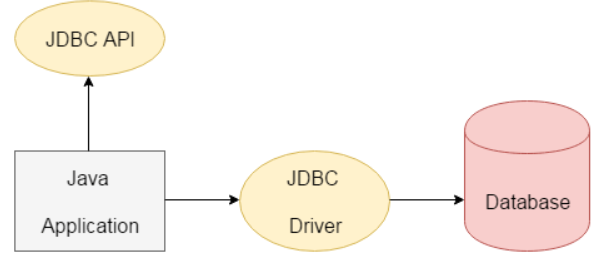 JDBC API
Java
Application
JDBC
Driver
Database